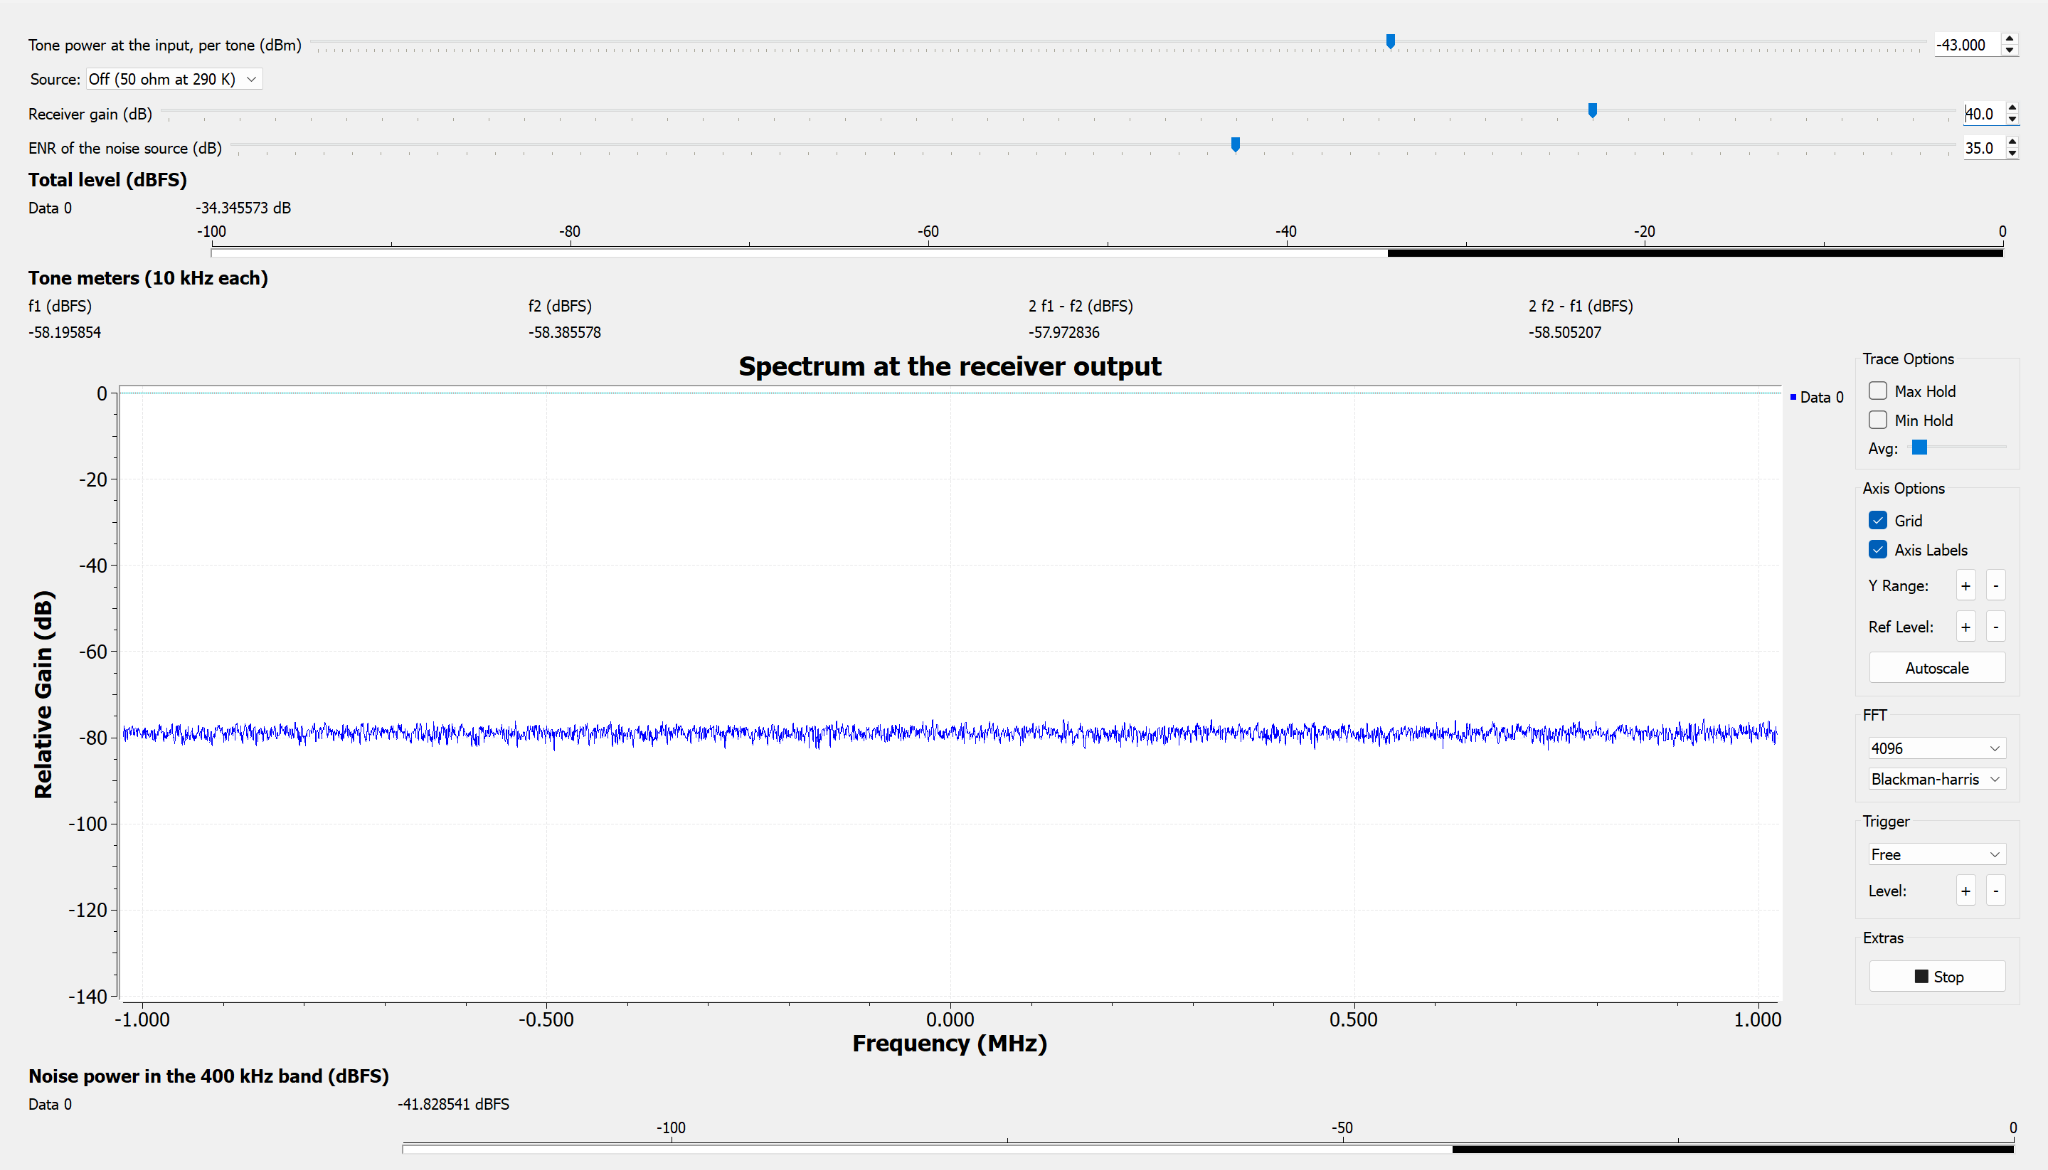 Tone power at the input, per tone (dBm) -43.000
Source: Off (50 ohm at 290 K)
Receiver gain (dB) 40.0
ENR of the noise source (dB) 35.0
Total level (dBFS)
Data 0 -34.345573 dB
-100 -80 -60 -40 -20 0
Tone meters (10 kHz each)
f1 (dBFS) f2 (dBFS) 2 f1 - f2 (dBFS) 2 f2 - f1 (dBFS)
-58.195854 -58.385578 -57.972836 -58.505207
Spectrum at the receiver output
Relative Gain (dB)
0
-20
-40
-60
-80
-100
-120
-140
-1.000 -0.500 0.000 0.500 1.000
Frequency (MHz)
Data 0
Trace Options
Max Hold
Min Hold
Avg:
Axis Options
Grid
Axis Labels
Y Range: + -
Ref Level: + -
Autoscale
FFT
4096
Blackman-harris
Trigger
Free
Level: + -
Extras
Stop
Noise power in the 400 kHz band (dBFS)
Data 0 -41.828541 dBFS
-100 -50 0